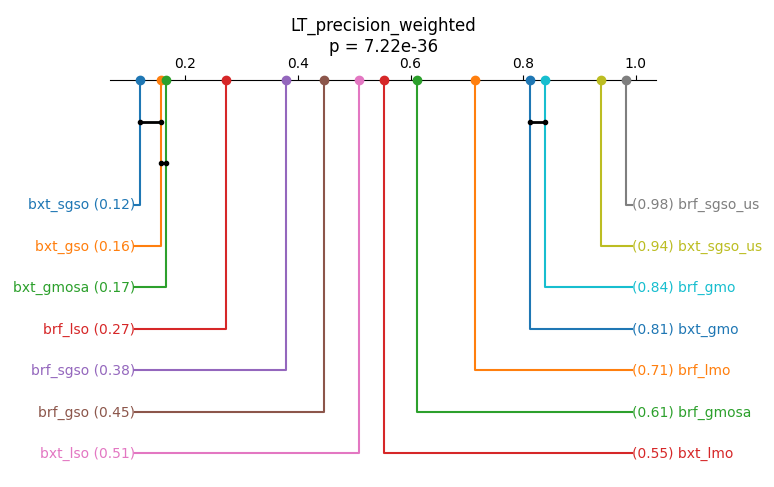 LT_precision_weighted
p = 7.22e-36
0.2 0.4 0.6 0.8 1.0
bxt_sgso (0.12) (0.98) brf_sgso_us
bxt_gso (0.16) (0.94) bxt_sgso_us
bxt_gmosa (0.17) (0.84) brf_gmo
brf_lso (0.27) (0.81) bxt_gmo
brf_sgso (0.38) (0.71) brf_lmo
brf_gso (0.45) (0.61) brf_gmosa
bxt_lso (0.51) (0.55) bxt_lmo